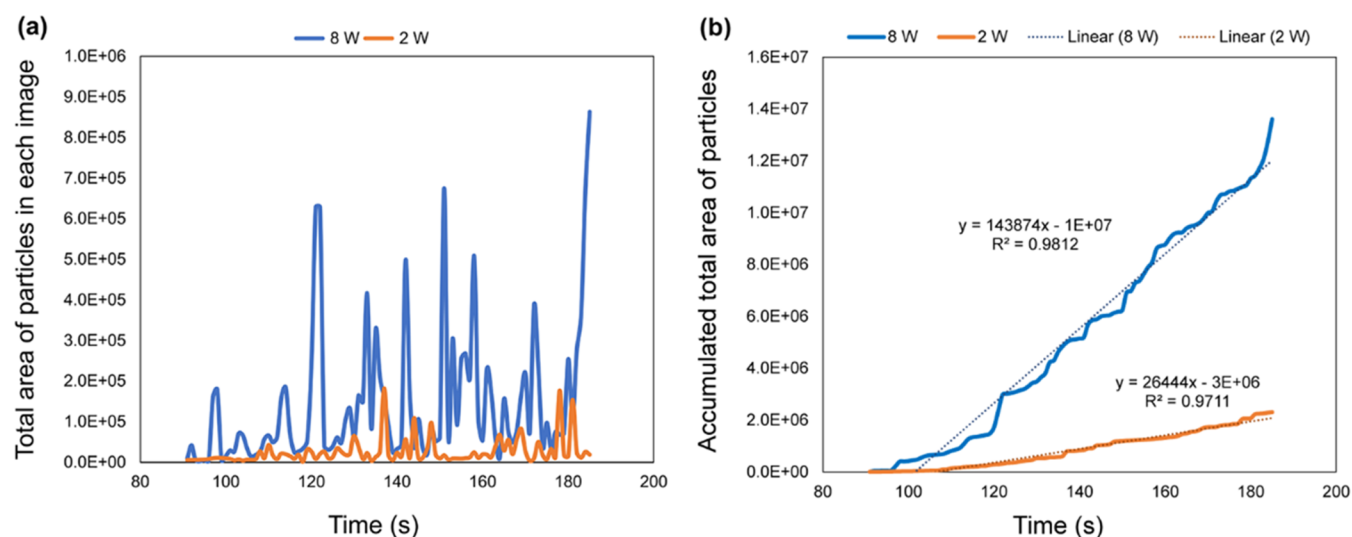 (a)
8 W 2 W
Total area of particles in each image
1.0E+06
9.0E+05
8.0E+05
7.0E+05
6.0E+05
5.0E+05
4.0E+05
3.0E+05
2.0E+05
1.0E+05
0.0E+00
80 100 120 140 160 180 200
Time (s)
(b)
8 W 2 W Linear (8 W) Linear (2 W)
Accumulated total area of particles
1.6E+07
1.4E+07
1.2E+07
1.0E+07
8.0E+06
6.0E+06
4.0E+06
2.0E+06
0.0E+00
y = 143874x - 1E+07
R² = 0.9812
y = 26444x - 3E+06
R² = 0.9711
80 100 120 140 160 180 200
Time (s)